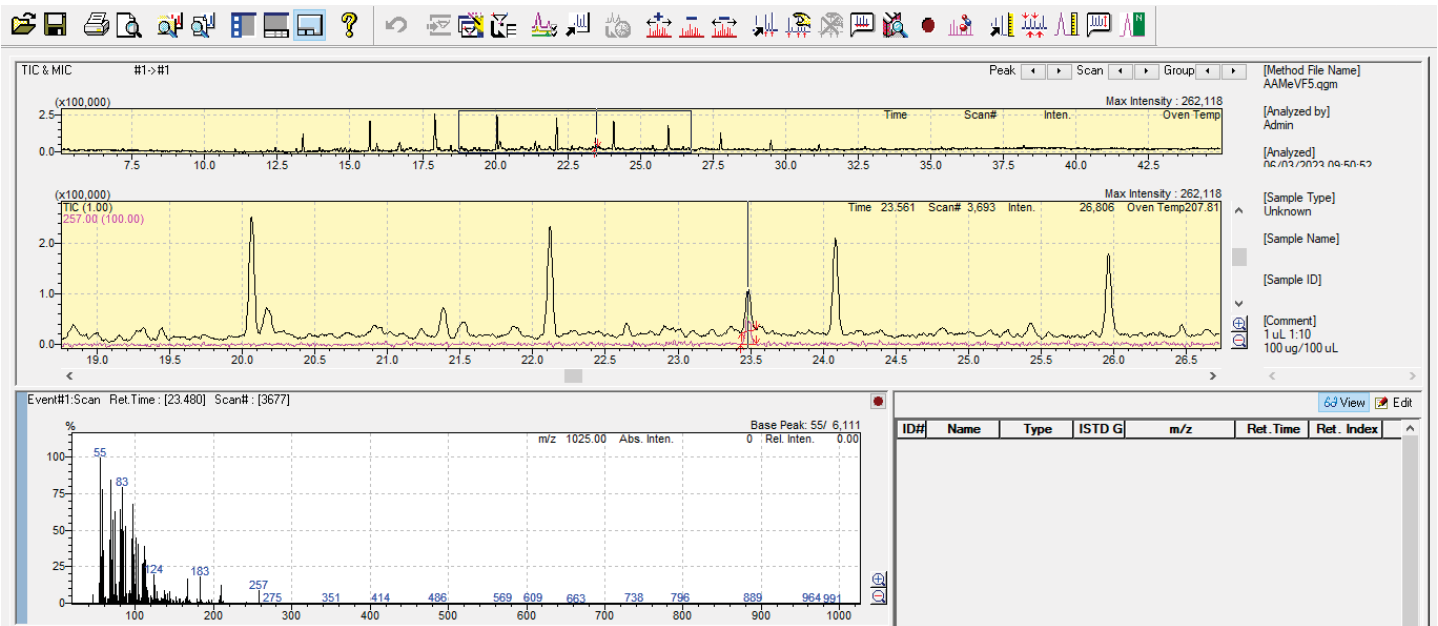 TIC & MIC #1->#1 Peak Scan Group
[Method File Name]
AAMeVF5.qgm
[Analyzed by]
Admin
[Analyzed]
06/03/2023 09:50:52
(x100,000) Max Intensity : 262,118
2.5 Time Scan# Inten. Oven Temp
0.0
7.5 10.0 12.5 15.0 17.5 20.0 22.5 25.0 27.5 30.0 32.5 35.0 37.5 40.0 42.5
(x100,000) Max Intensity : 262,118
TIC (1.00) Time 23.561 Scan# 3,693 Inten. 26,806 Oven Temp207.81
257.00 (100.00)
2.0
1.0
0.0
19.0 19.5 20.0 20.5 21.0 21.5 22.0 22.5 23.0 23.5 24.0 24.5 25.0 25.5 26.0 26.5
[Sample Type]
Unknown
[Sample Name]
[Sample ID]
[Comment]
1 uL 1:10
100 ug/100 uL
Event#1:Scan Ret.Time : [23.480] Scan# : [3677]
% Base Peak: 55/ 6,111
m/z 1025.00 Abs. Inten. 0 Rel. Inten. 0.00
100 55
75 83
50
25 124 183
257
0 275 351 414 486 569 609 663 738 796 889 964 991
100 200 300 400 500 600 700 800 900 1000
View Edit
ID# Name Type ISTD G m/z Ret.Time Ret. Index